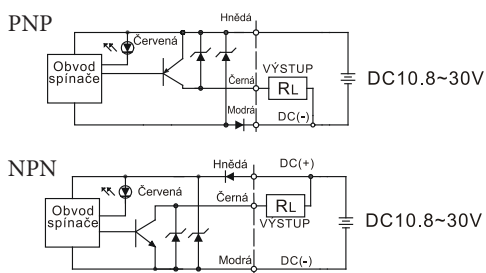 PNP
Hnědá
Červená
Obvod
spínače
Černá
VÝSTUP
RL
DC10.8~30V
Modrá
DC(-)
NPN
Hnědá
DC(+)
Červená
Černá
RL
Obvod
spínače
VÝSTUP
DC10.8~30V
Modrá
DC(-)